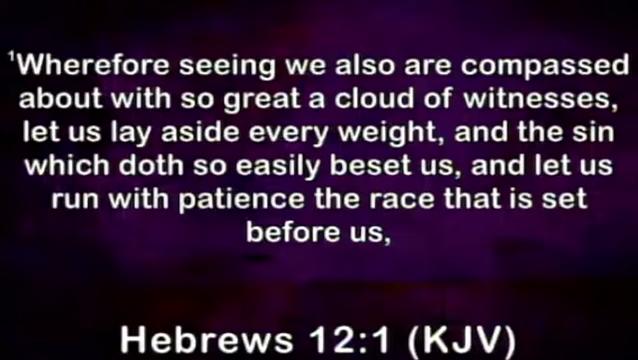 ¹Wherefore seeing we also are compassed
about with so great a cloud of witnesses,
let us lay aside every weight, and the sin
which doth so easily beset us, and let us
run with patience the race that is set
before us,
Hebrews 12:1 (KJV)